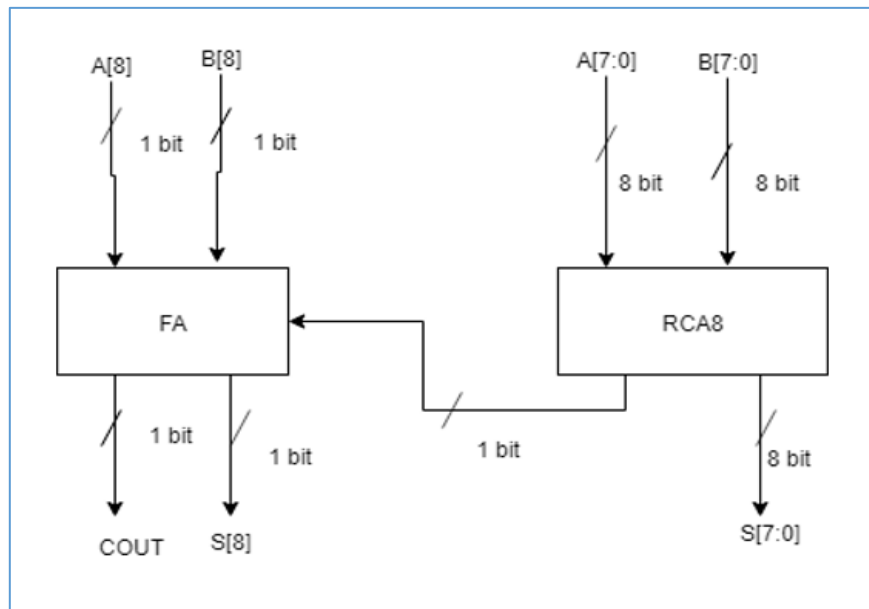 A[8] B[8] A[7:0] B[7:0]
1 bit 1 bit
8 bit 8 bit
FA RCA8
1 bit 1 bit 1 bit 8 bit
COUT S[8] S[7:0]